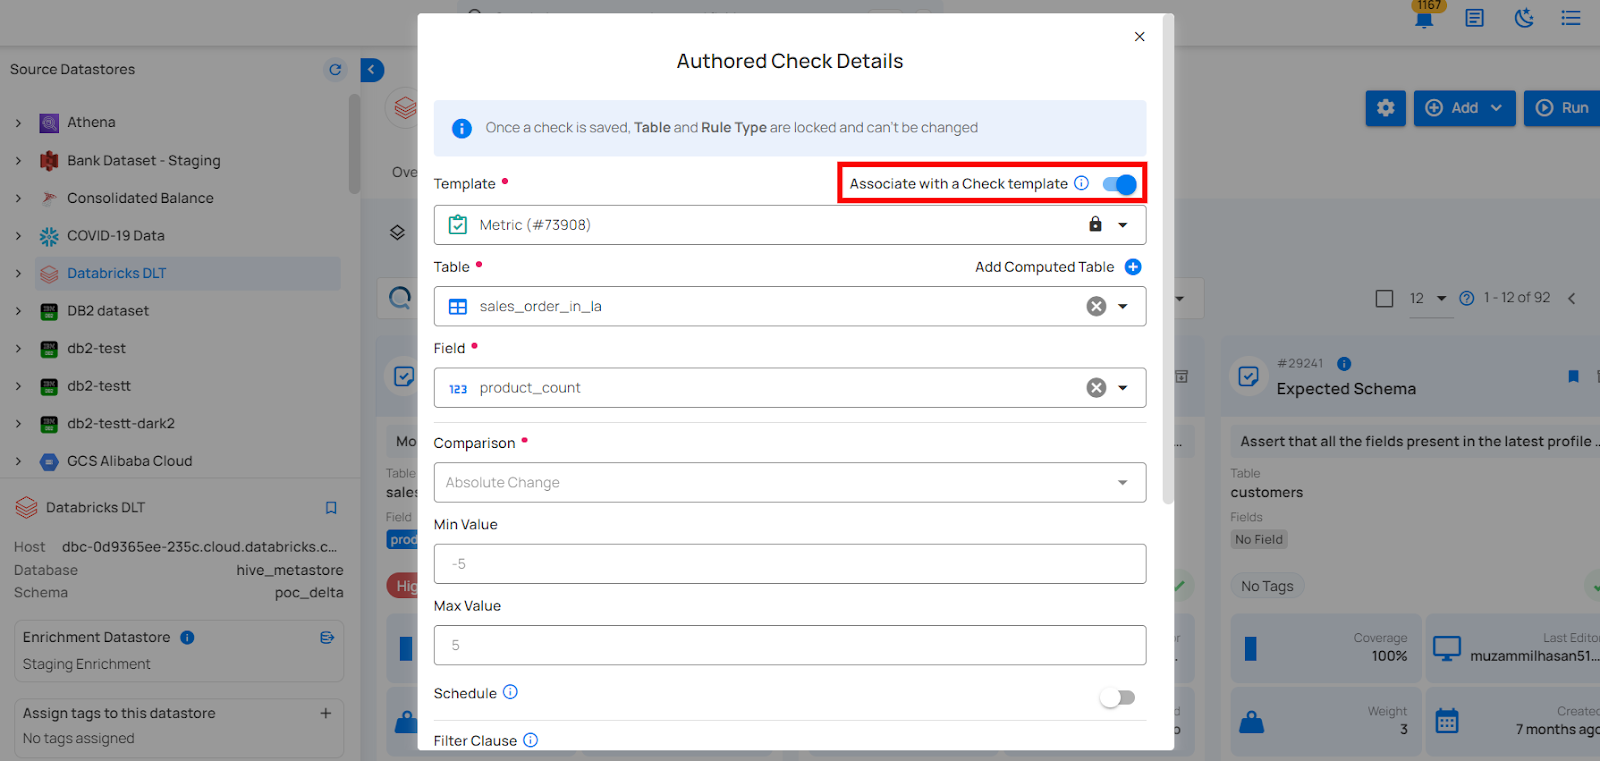 1167
Source Datastores
Athena
Bank Dataset - Staging
Consolidated Balance
COVID-19 Data
Databricks DLT
DB2 dataset
db2-test
db2-testt
db2-testt-dark2
GCS Alibaba Cloud
Databricks DLT
Host dbc-0d9365ee-235c.cloud.databricks.c...
Database hive_metastore
Schema poc_delta
Enrichment Datastore
Staging Enrichment
Assign tags to this datastore
No tags assigned
Authored Check Details
Once a check is saved, Table and Rule Type are locked and can't be changed
Template
Associate with a Check template
Metric (#73908)
Table
Add Computed Table
sales_order_in_la
Field
123 product_count
Comparison
Absolute Change
Min Value
-5
Max Value
5
Schedule
Filter Clause
Add
Run
Ove
12
1 - 12 of 92
Mo
Table
sales
Field
prod
Hig
#29241
Expected Schema
Assert that all the fields present in the latest profile ..
Table
customers
Fields
No Field
No Tags
Coverage
100%
Last Edito
muzammilhasan51...
Weight
3
Create
7 months ago